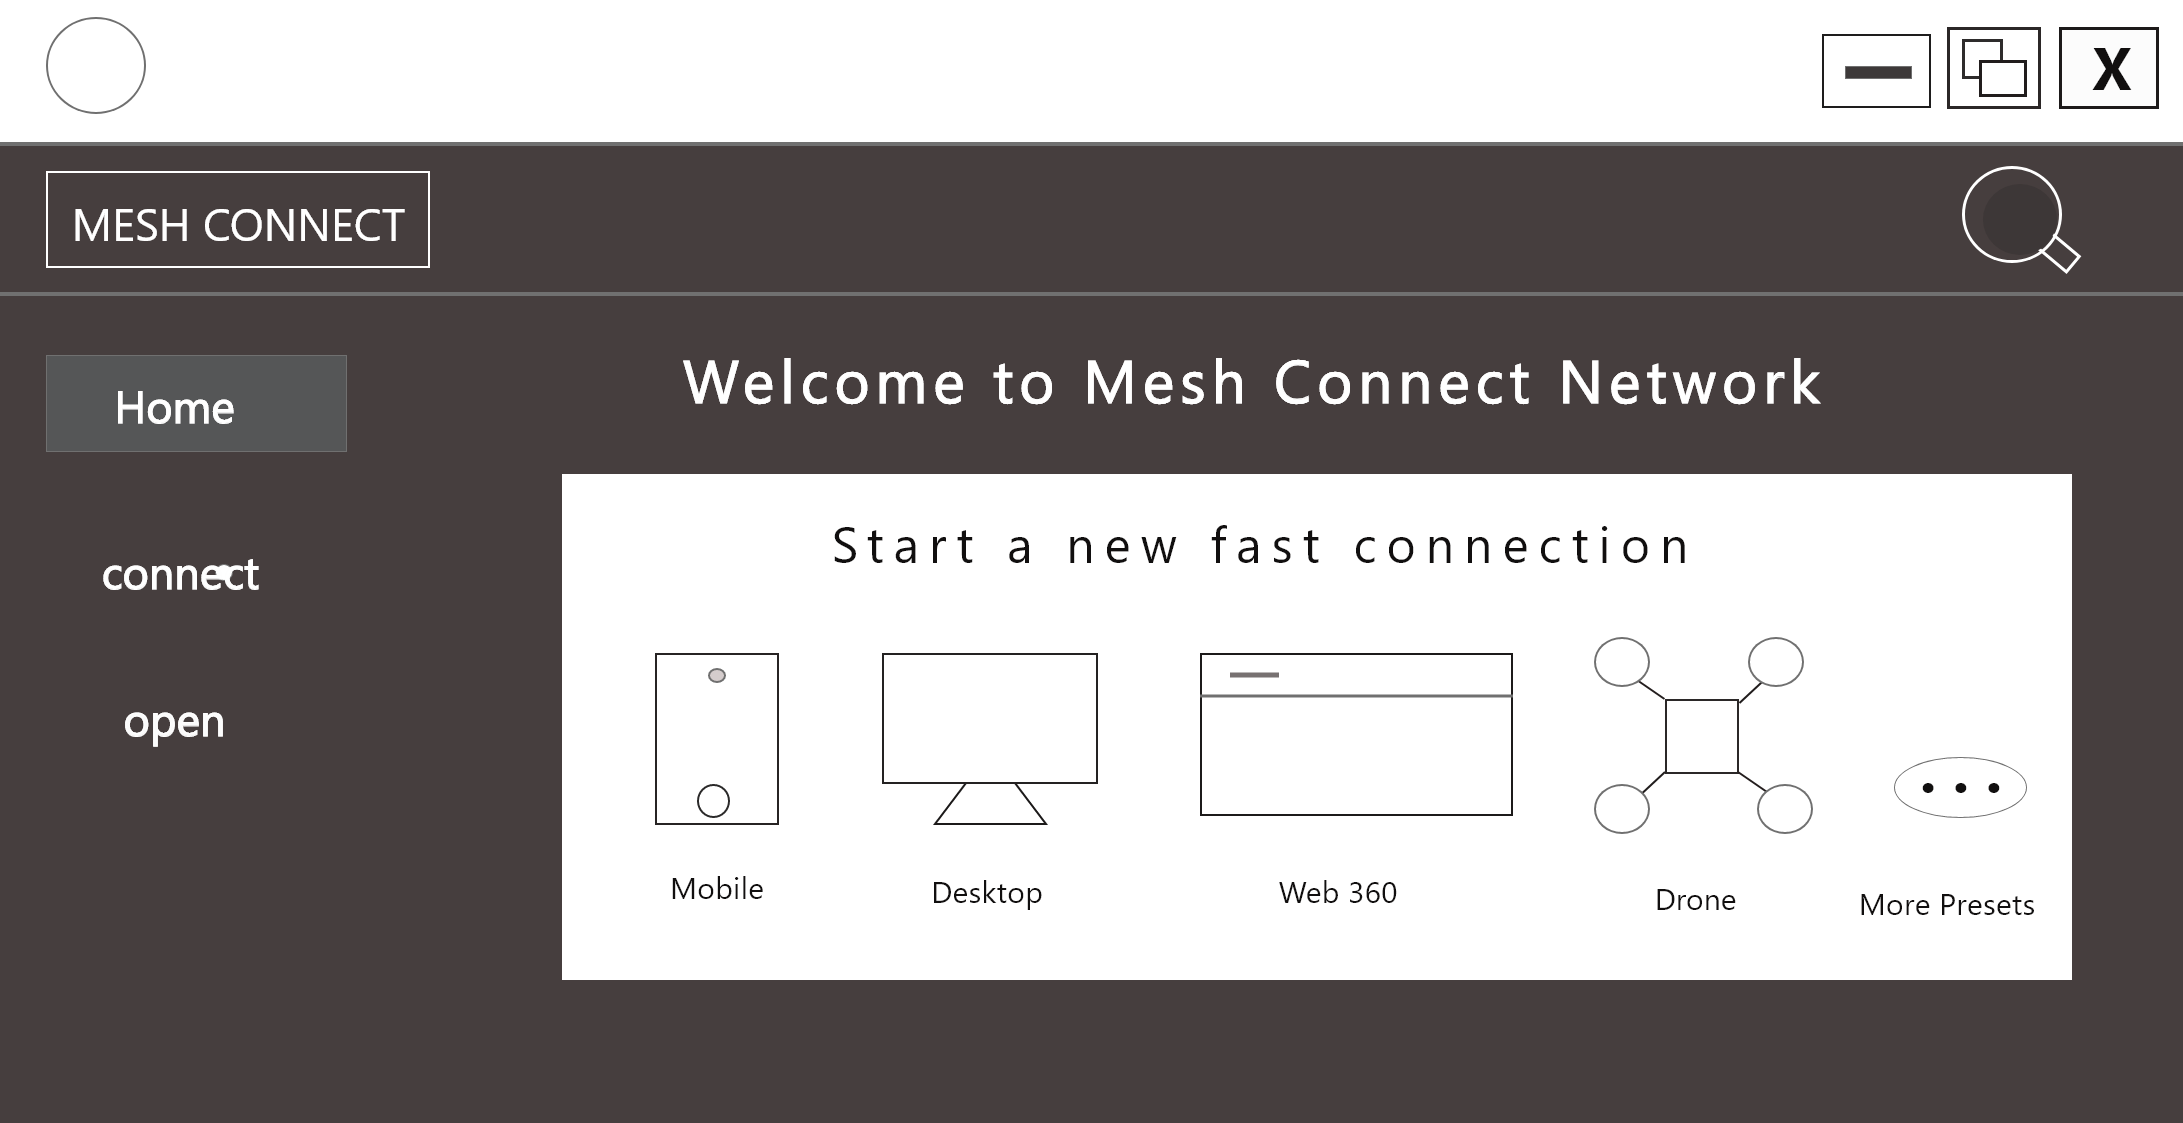 X
MESH CONNECT
Welcome to Mesh Connect Network
Home
Start a new fast connection
connect
open
Mobile
Desktop
Web 360
Drone
More Presets